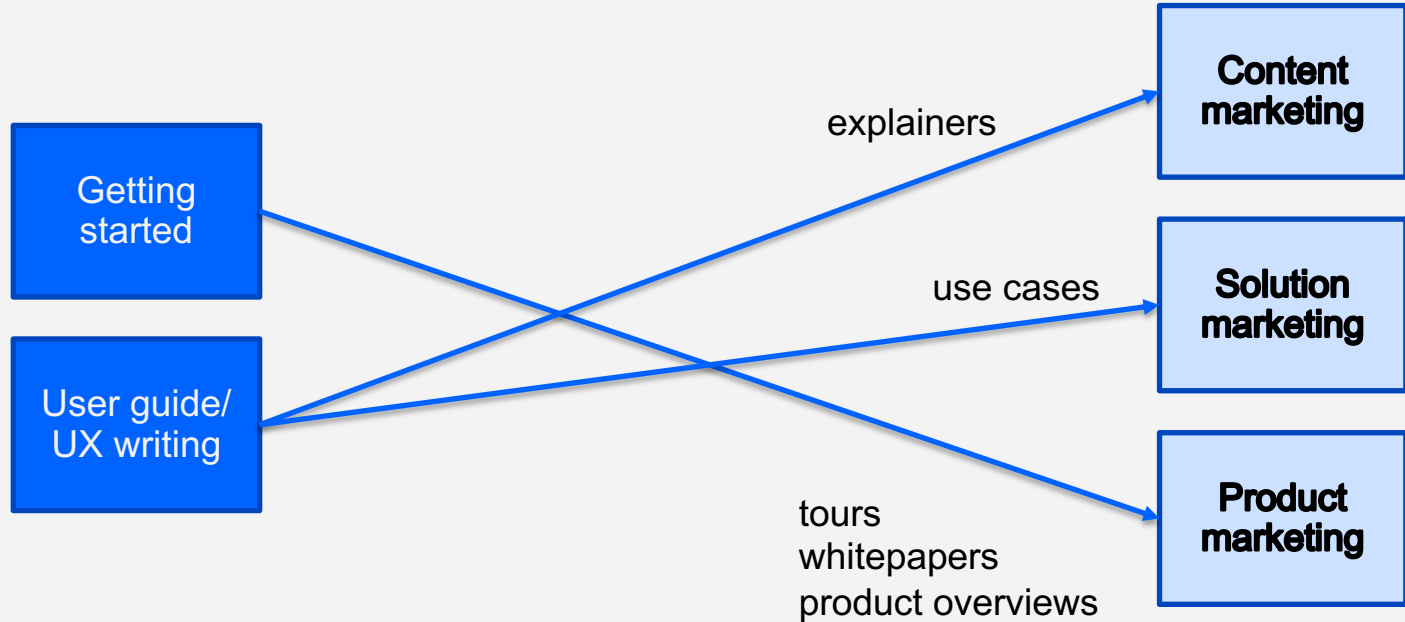 Getting
started
User guide/
UX writing
explainers
use cases
tours
whitepapers
product overviews
Content
marketing
Solution
marketing
Product
marketing